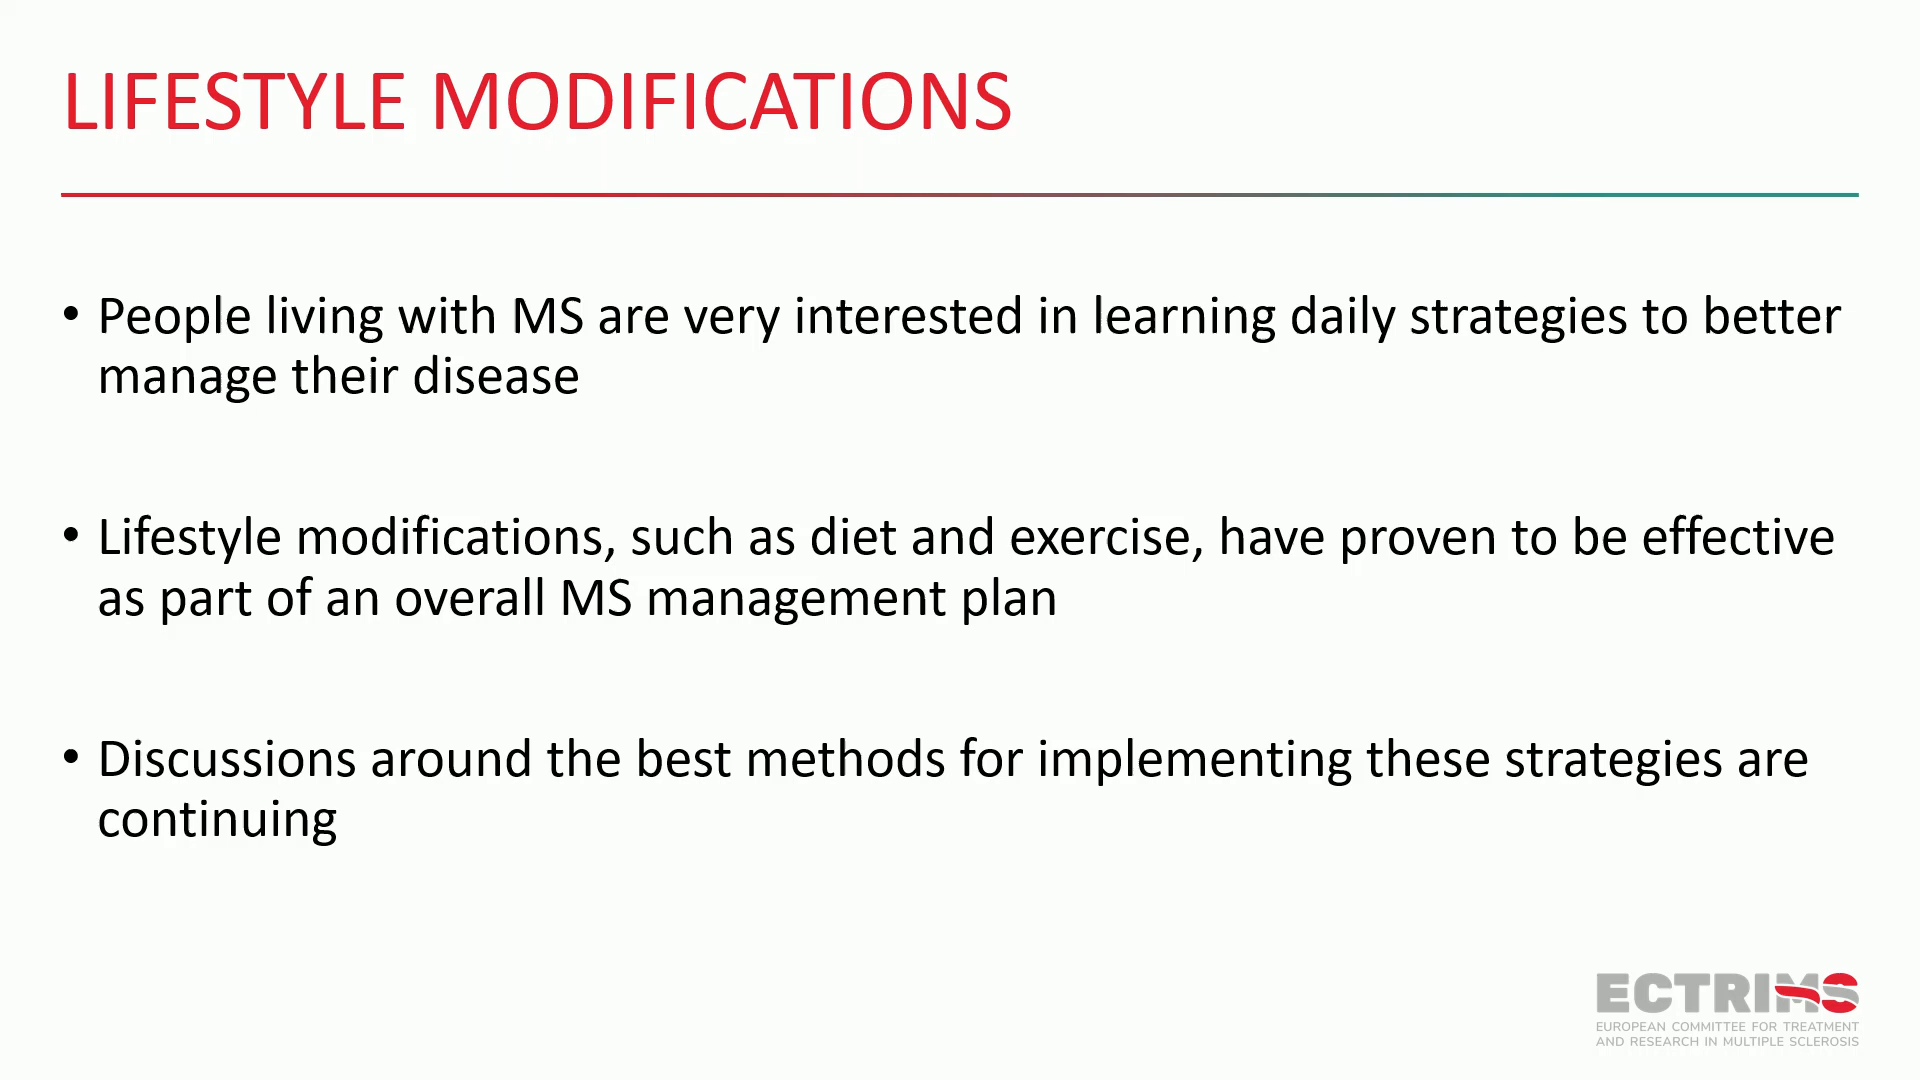 LIFESTYLE MODIFICATIONS
• People living with MS are very interested in learning daily strategies to better
manage their disease
• Lifestyle modifications, such as diet and exercise, have proven to be effective
as part of an overall MS management plan
• Discussions around the best methods for implementing these strategies are
continuing
ECTRIMS
EUROPEAN COMMITTEE FOR TREATMENT
AND RESEARCH IN MULTIPLE SCLEROSIS